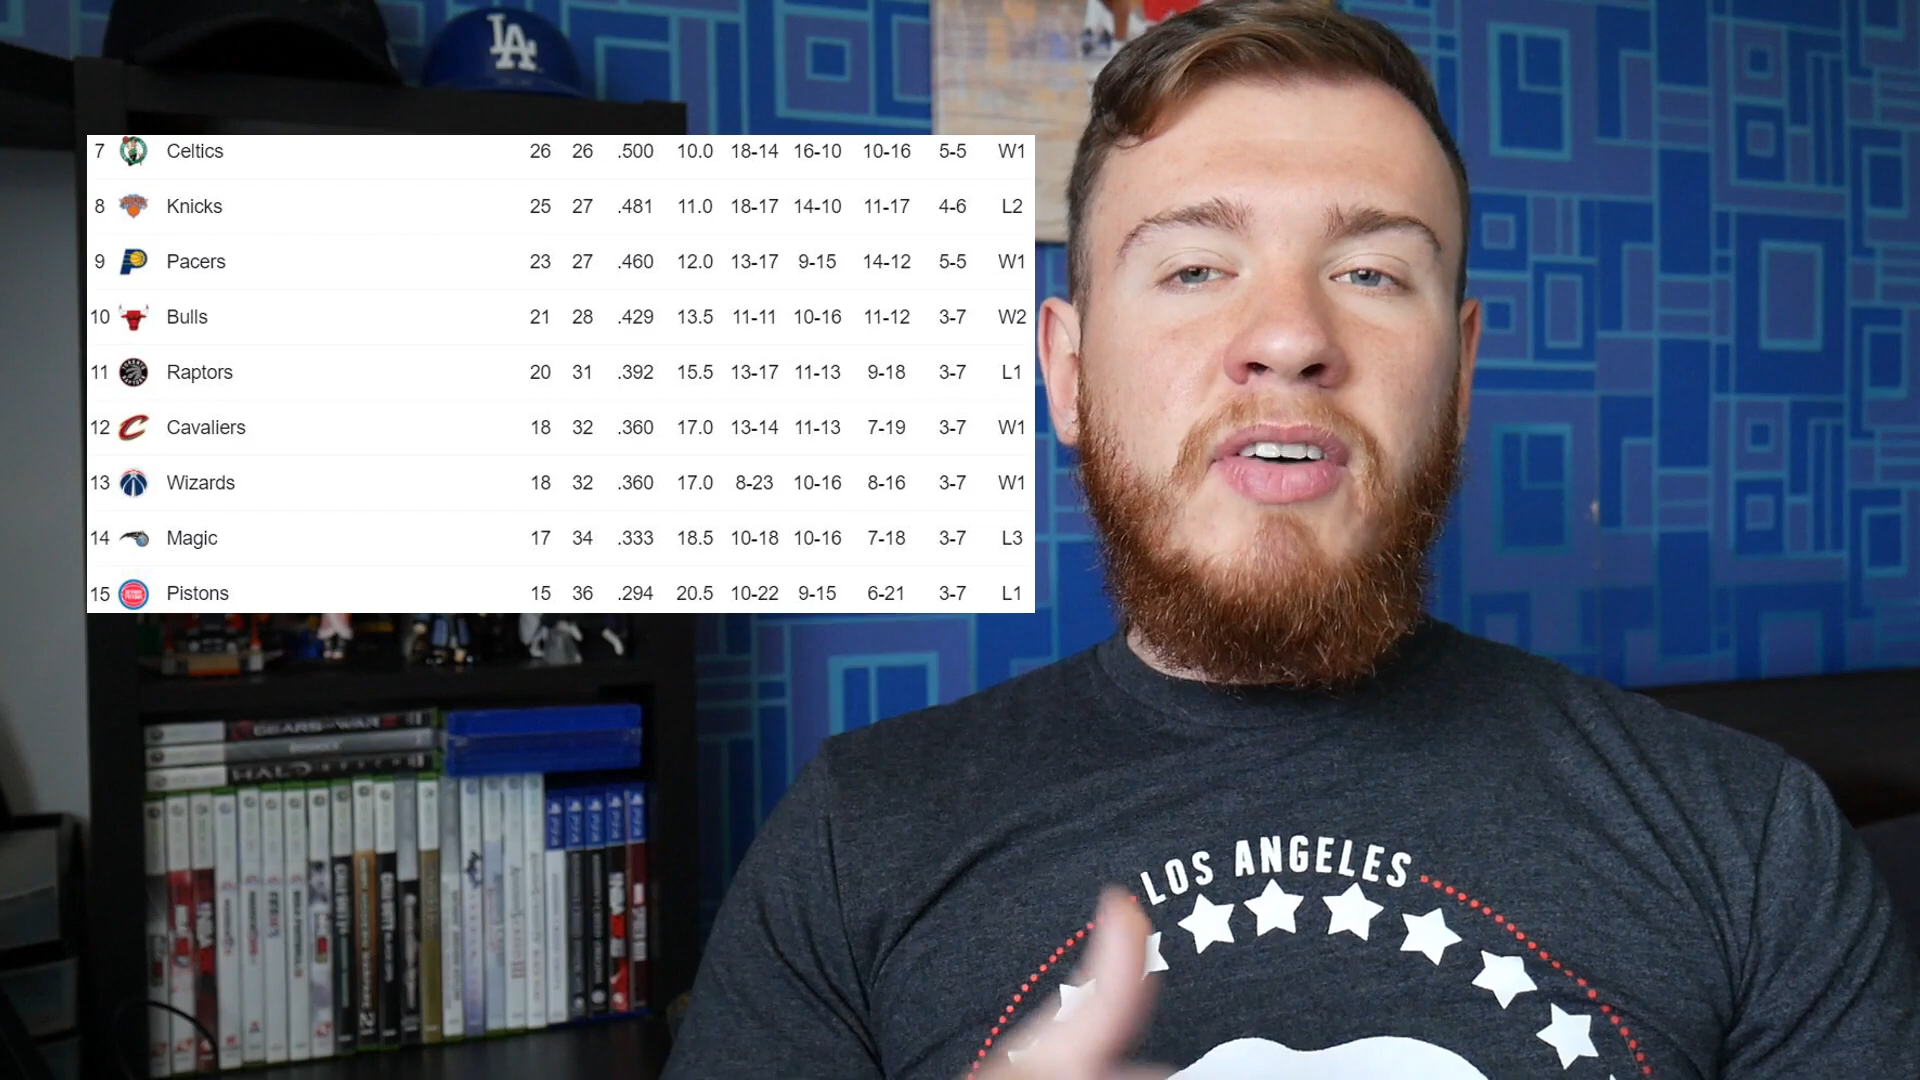 LA
7 Celtics 26 26 .500 10.0 18-14 16-10 10-16 5-5 W1
8 Knicks 25 27 .481 11.0 18-17 14-10 11-17 4-6 L2
9 Pacers 23 27 .460 12.0 13-17 9-15 14-12 5-5 W1
10 Bulls 21 28 .429 13.5 11-11 10-16 11-12 3-7 W2
11 Raptors 20 31 .392 15.5 13-17 11-13 9-18 3-7 L1
12 Cavaliers 18 32 .360 17.0 13-14 11-13 7-19 3-7 W1
13 Wizards 18 32 .360 17.0 8-23 10-16 8-16 3-7 W1
14 Magic 17 34 .333 18.5 10-18 10-16 7-18 3-7 L3
15 Pistons 15 36 .294 20.5 10-22 9-15 6-21 3-7 L1
GEARS OF WAR
HALO REACH
LOS ANGELES